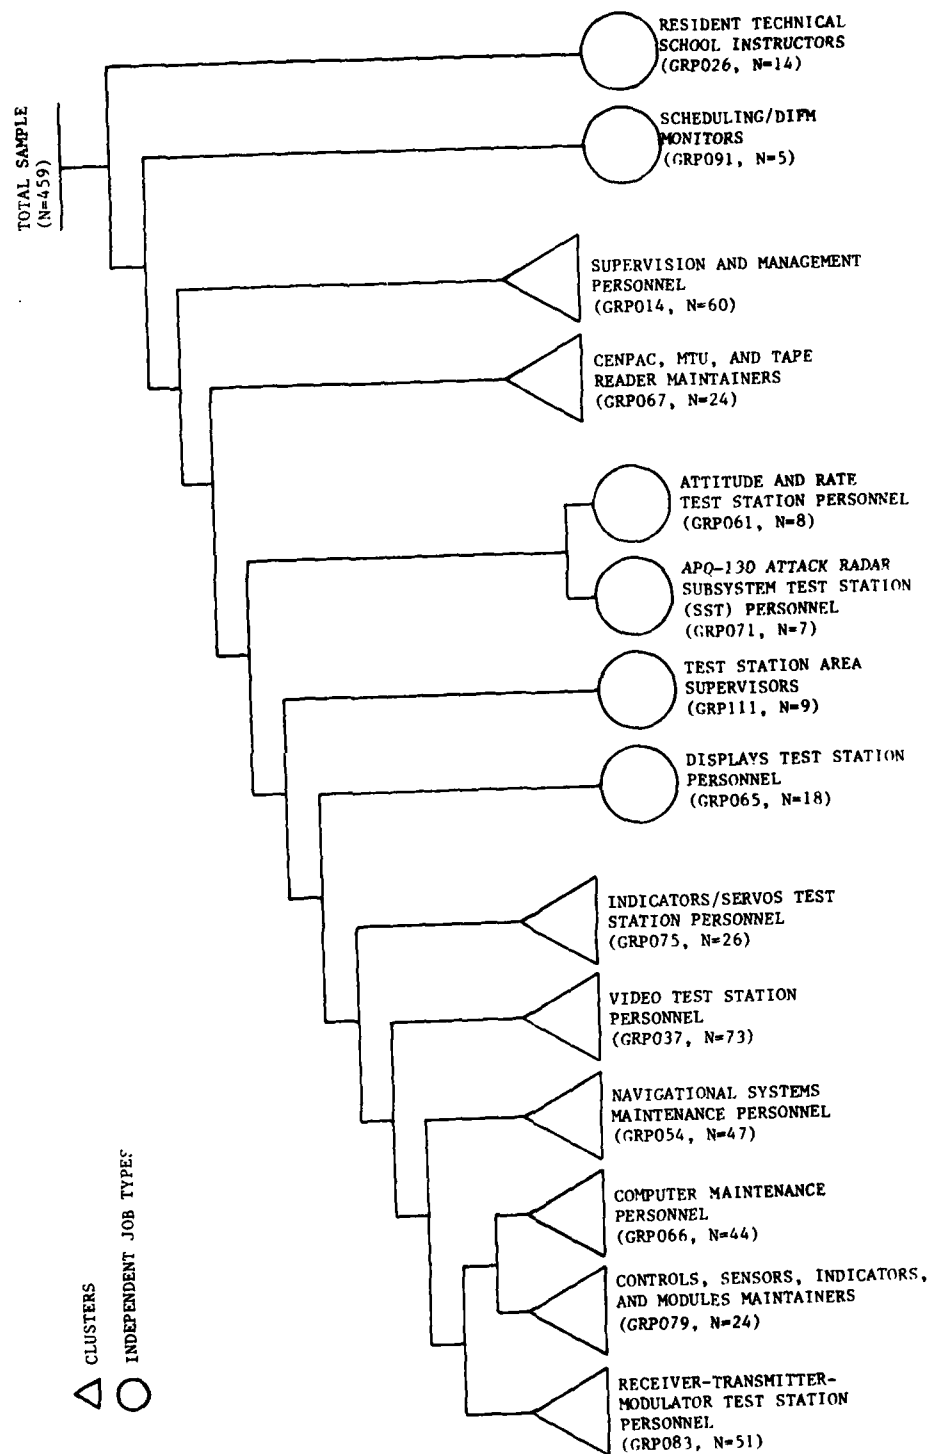 TOTAL SAMPLE
(N=459)
RESIDENT TECHNICAL
SCHOOL INSTRUCTORS
(GRP026, N=14)
SCHEDULING/DIFM
MONITORS
(GRP091, N=5)
SUPERVISION AND MANAGEMENT
PERSONNEL
(GRP014, N=60)
CENPAC, MTU, AND TAPE
READER MAINTAINERS
(GRP067, N=24)
ATTITUDE AND RATE
TEST STATION PERSONNEL
(GRP061, N=8)
APQ-130 ATTACK RADAR
SUBSYSTEM TEST STATION
(SST) PERSONNEL
(GRP071, N=7)
TEST STATION AREA
SUPERVISORS
(GRP111, N=9)
DISPLAYS TEST STATION
PERSONNEL
(GRP065, N=18)
INDICATORS/SERVOS TEST
STATION PERSONNEL
(GRP075, N=26)
VIDEO TEST STATION
PERSONNEL
(GRP037, N=73)
NAVIGATIONAL SYSTEMS
MAINTENANCE PERSONNEL
(GRP054, N=47)
COMPUTER MAINTENANCE
PERSONNEL
(GRP066, N=44)
CONTROLS, SENSORS, INDICATORS,
AND MODULES MAINTAINERS
(GRP079, N=24)
RECEIVER-TRANSMITTER-
MODULATOR TEST STATION
PERSONNEL
(GRP083, N=51)
CLUSTERS
INDEPENDENT JOB TYPES